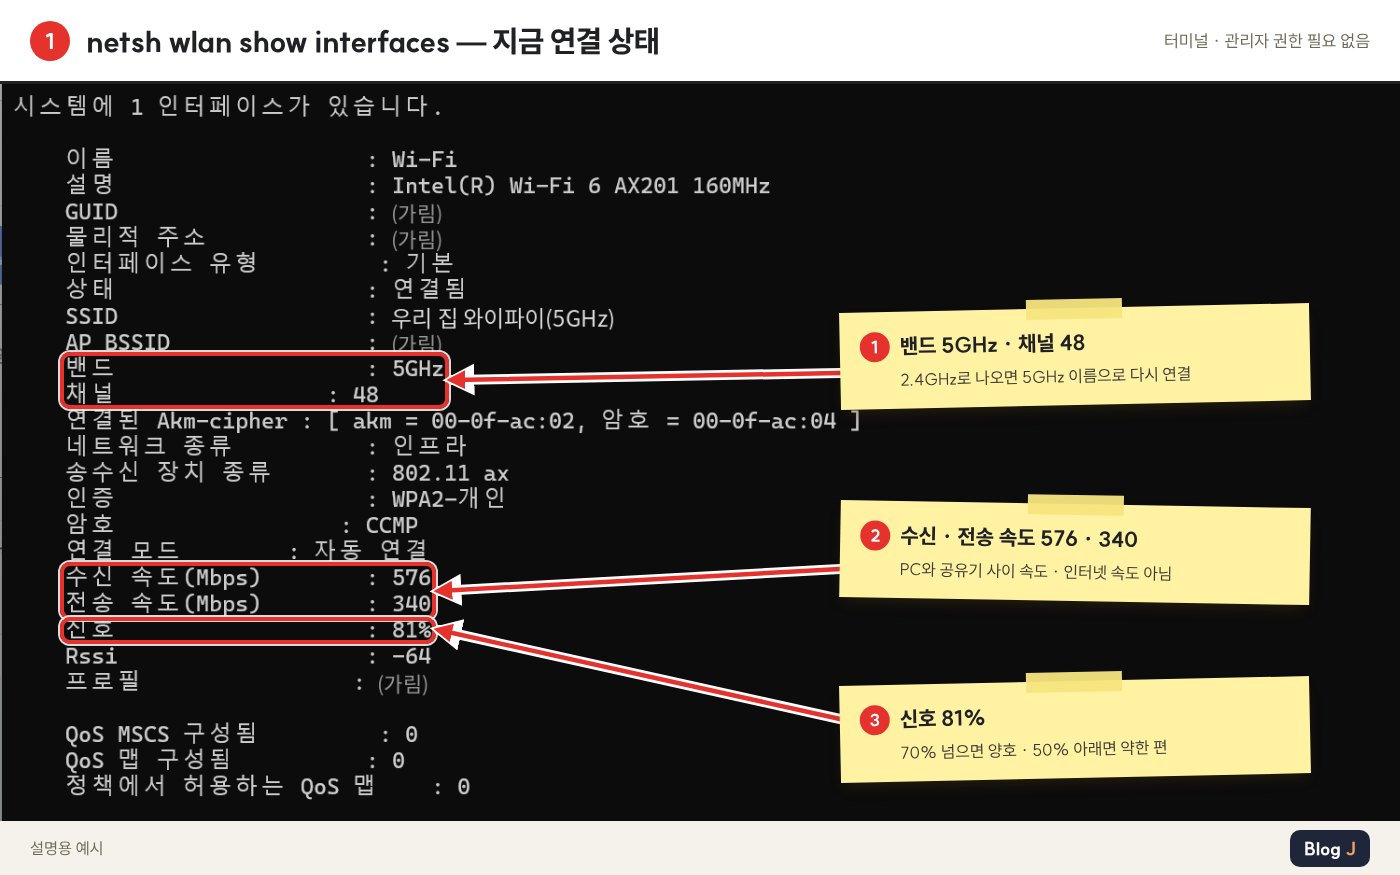 1 netsh wlan show interfaces — 지금 연결 상태
터미널 · 관리자 권한 필요 없음
시스템에 1 인터페이스가 있습니다.
이름 : Wi-Fi
설명 : Intel(R) Wi-Fi 6 AX201 160MHz
GUID : (가림)
물리적 주소 : (가림)
인터페이스 유형 : 기본
상태 : 연결됨
SSID : 우리 집 와이파이(5GHz)
AP BSSID : (가림)
밴드 : 5GHz
채널 : 48
연결된 Akm-cipher : [ akm = 00-0f-ac:02, 암호 = 00-0f-ac:04 ]
네트워크 종류 : 인프라
송수신 장치 종류 : 802.11 ax
인증 : WPA2-개인
암호 : CCMP
연결 모드 : 자동 연결
수신 속도(Mbps) : 576
전송 속도(Mbps) : 340
신호 : 81%
Rssi : -64
프로필 : (가림)
QoS MSCS 구성됨 : 0
QoS 맵 구성됨 : 0
정책에서 허용하는 QoS 맵 : 0
1 밴드 5GHz · 채널 48
2.4GHz로 나오면 5GHz 이름으로 다시 연결
2 수신 · 전송 속도 576 · 340
PC와 공유기 사이 속도 · 인터넷 속도 아님
3 신호 81%
70% 넘으면 양호 · 50% 아래면 약한 편
설명용 예시
Blog J